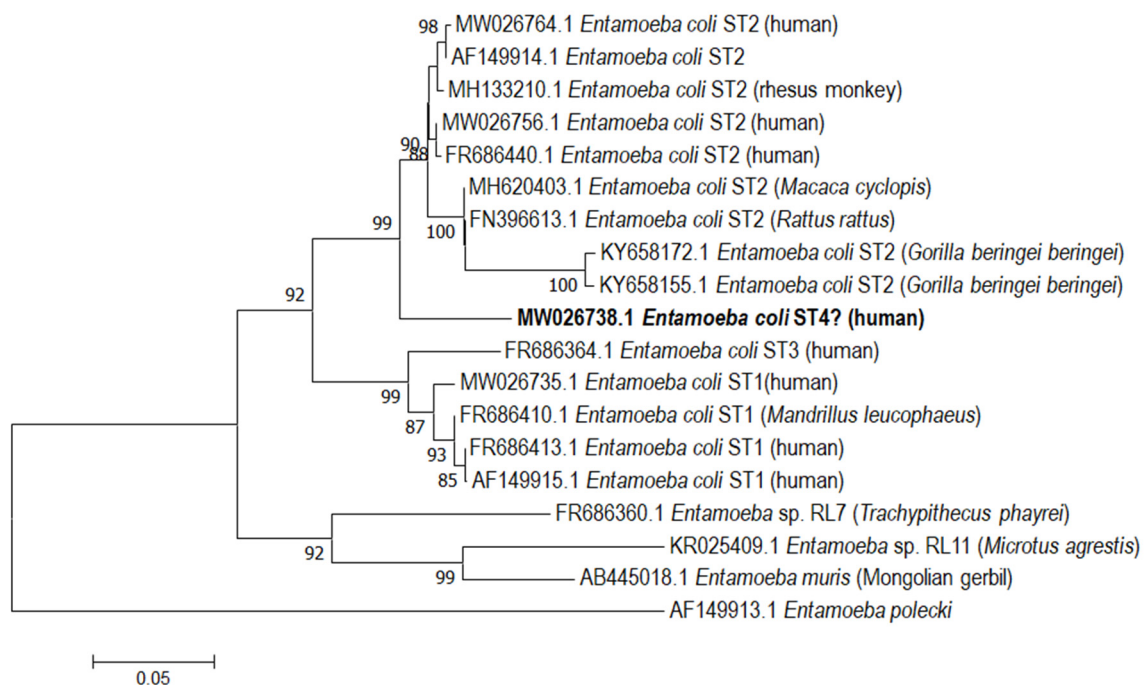 98 MW026764.1 Entamoeba coli ST2 (human)
AF149914.1 Entamoeba coli ST2
MH133210.1 Entamoeba coli ST2 (rhesus monkey)
MW026756.1 Entamoeba coli ST2 (human)
90
88 FR686440.1 Entamoeba coli ST2 (human)
MH620403.1 Entamoeba coli ST2 (Macaca cyclopis)
99 100 FN396613.1 Entamoeba coli ST2 (Rattus rattus)
KY658172.1 Entamoeba coli ST2 (Gorilla beringei beringei)
100 KY658155.1 Entamoeba coli ST2 (Gorilla beringei beringei)
92
MW026738.1 Entamoeba coli ST4? (human)
FR686364.1 Entamoeba coli ST3 (human)
99 MW026735.1 Entamoeba coli ST1(human)
87 FR686410.1 Entamoeba coli ST1 (Mandrillus leucophaeus)
93 FR686413.1 Entamoeba coli ST1 (human)
85 AF149915.1 Entamoeba coli ST1 (human)
FR686360.1 Entamoeba sp. RL7 (Trachypithecus phayrei)
92 KR025409.1 Entamoeba sp. RL11 (Microtus agrestis)
99 AB445018.1 Entamoeba muris (Mongolian gerbil)
AF149913.1 Entamoeba polecki
0.05